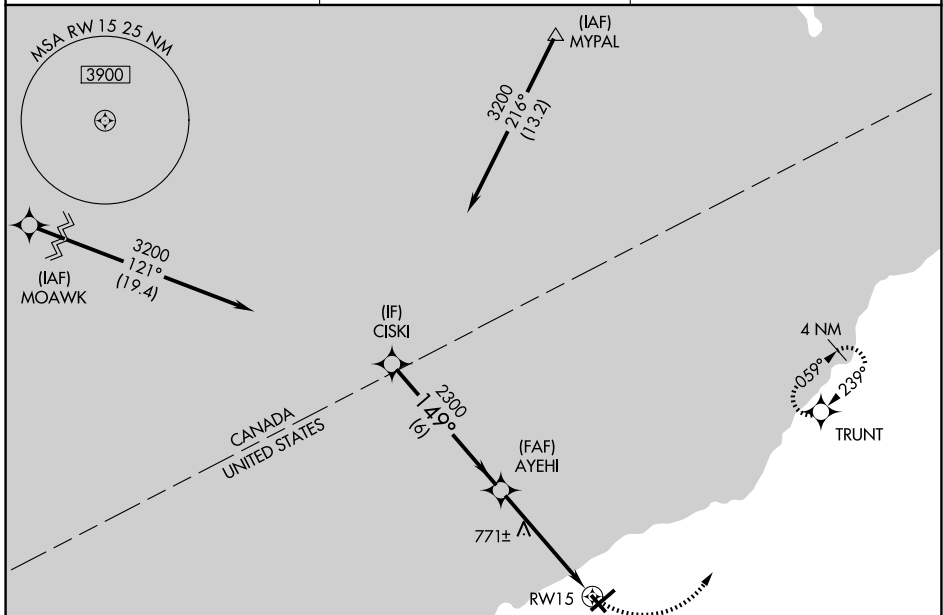 MSA RW 15 25 NM
3900
(IAF)
MYPAL
3200
216°
(13.2)
3200
121°
(19.4)
(IAF)
MOAWK
(IF)
CISKI
4 NM
059°
239°
TRUNT
2300
149°
(6)
CANADA
UNITED STATES
(FAF)
AYEHI
771±
RW15